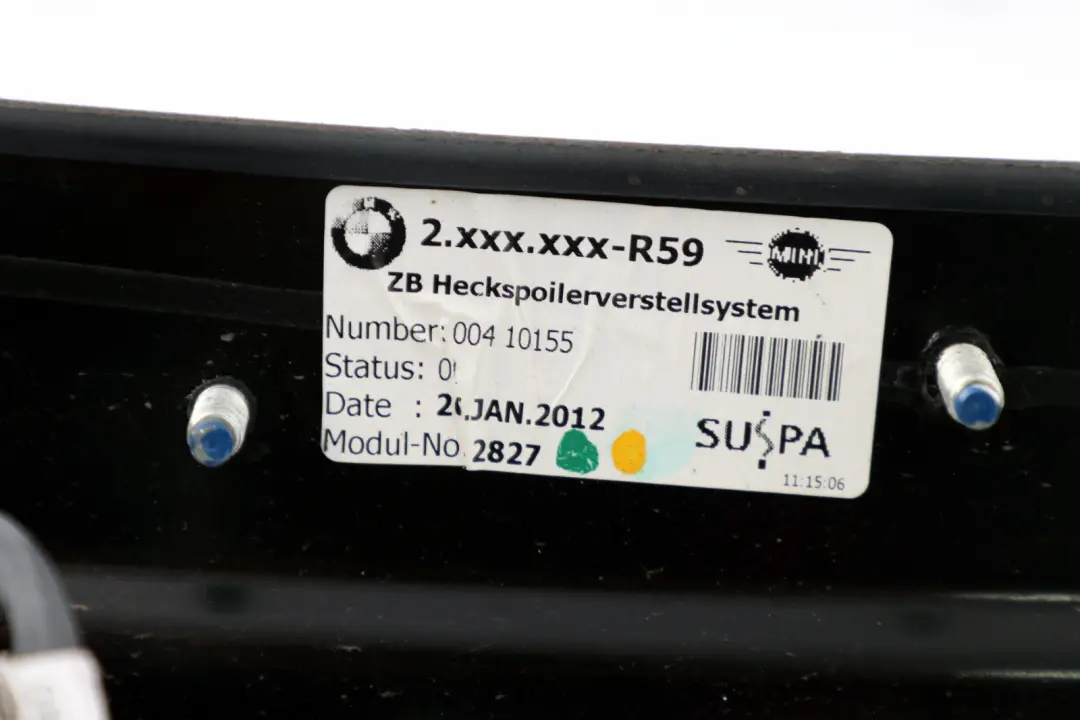 2.xxx.xxx-R59
MINI
ZB Heckspoilerverstellsystem
Number: 004 10155
Status:
Date : JAN.2012
Modul-No. 2827
SUSPA
11:15:06